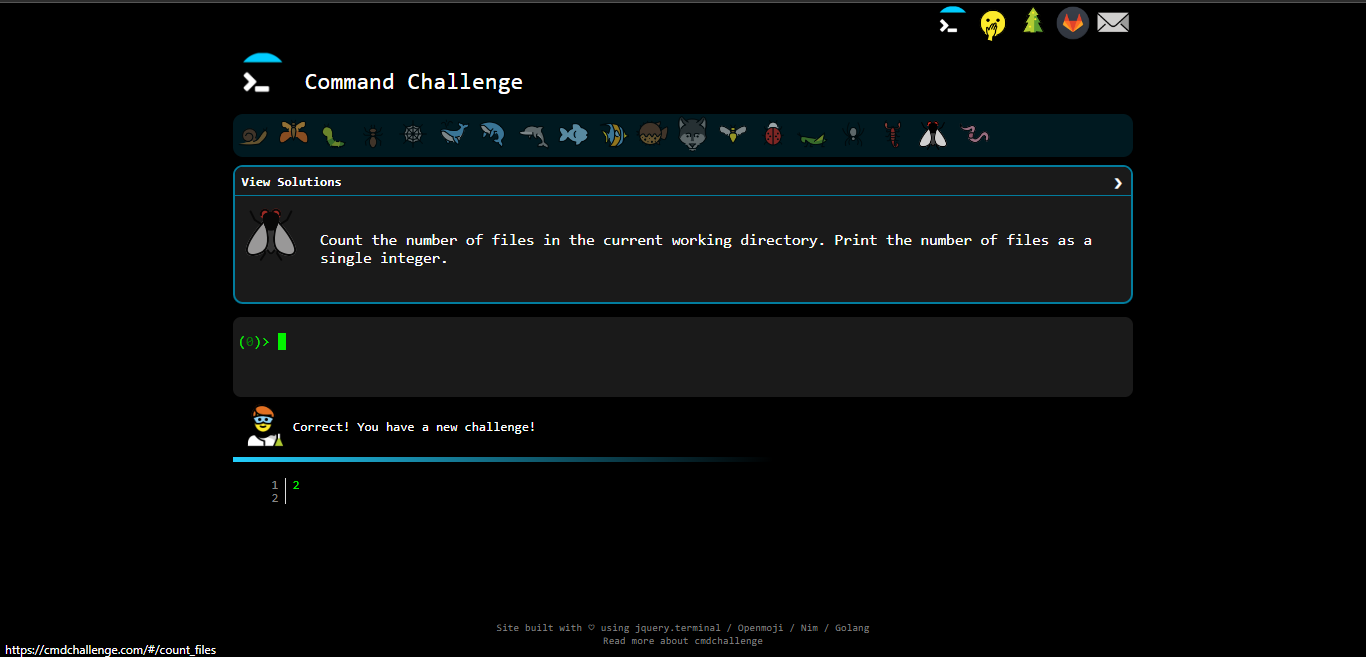 Command Challenge
View Solutions
Count the number of files in the current working directory. Print the number of files as a
single integer.
(0)>
Correct! You have a new challenge!
1 2
2
Site built with ♡ using jquery.terminal / Openmoji / Nim / Golang
Read more about cmdchallenge
https://cmdchallenge.com/#/count_files